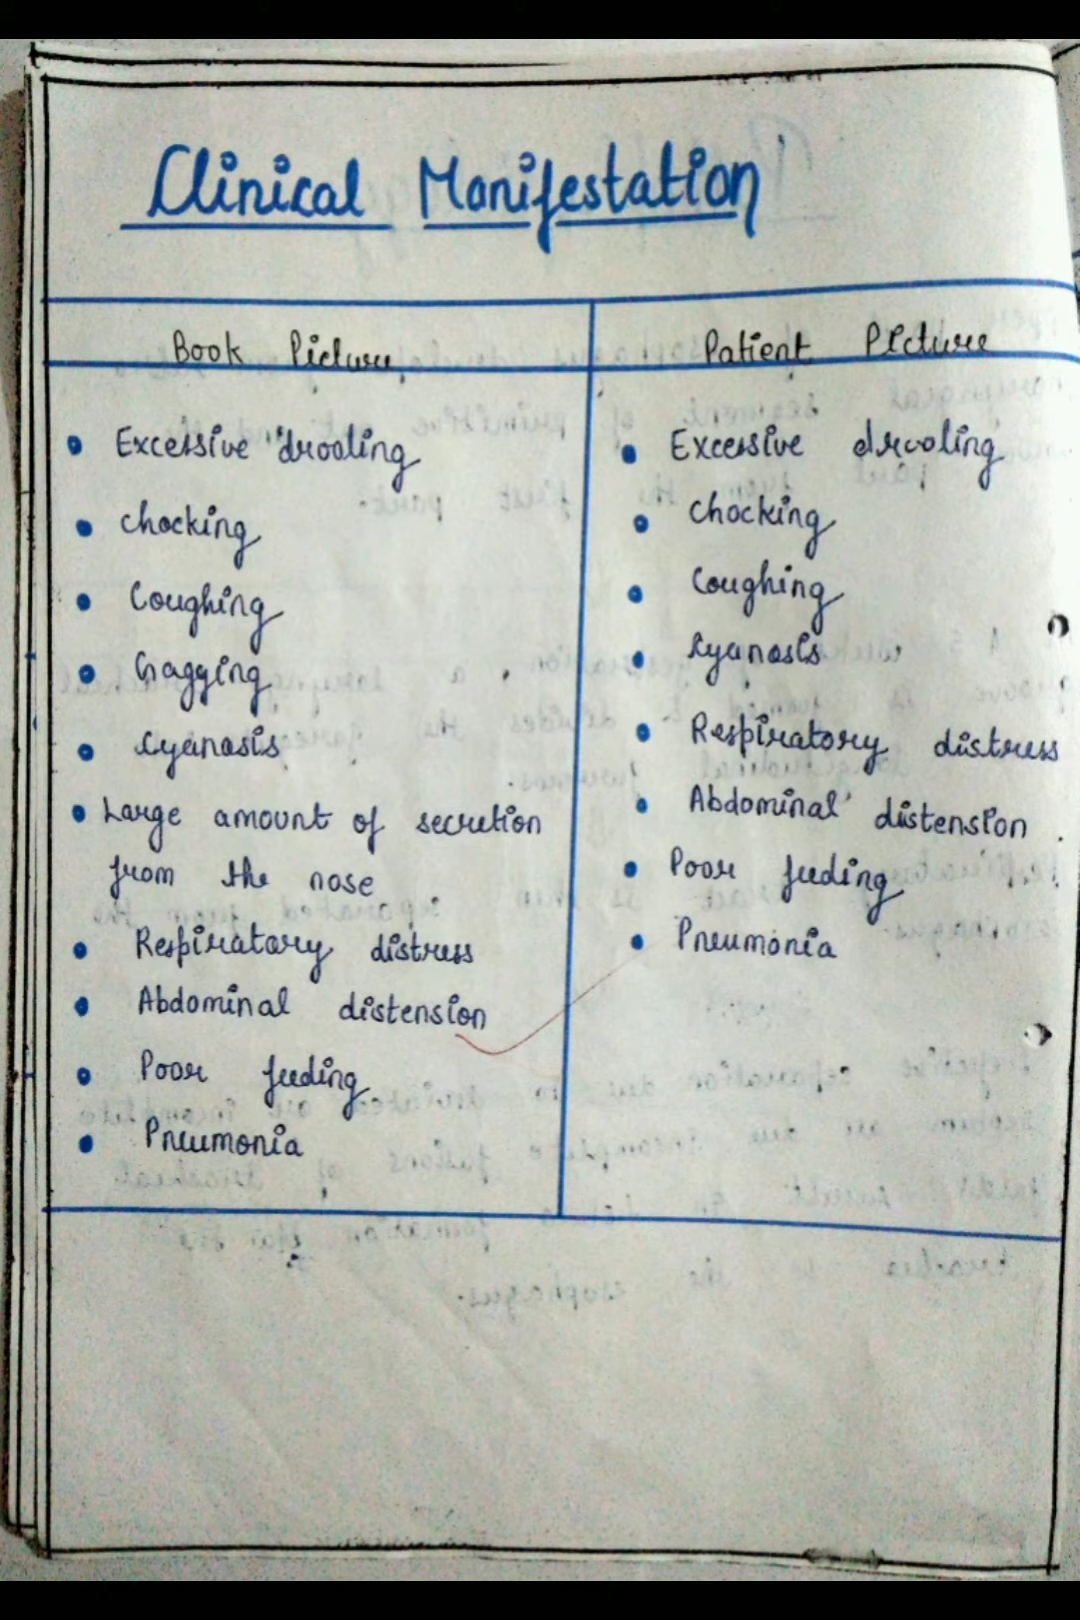 Clinical Manifestation
Book Picture
Excessive drooling
Chocking
Coughing
Gagging
Cyanosis
Large amount of secretion
from the nose
Respiratory distress
Abdominal distension
Poor feeding
Pneumonia
Patient Picture
Excessive drooling
Chocking
Coughing
Cyanosis
Respiratory distress
Abdominal distension
Poor feeding
Pneumonia